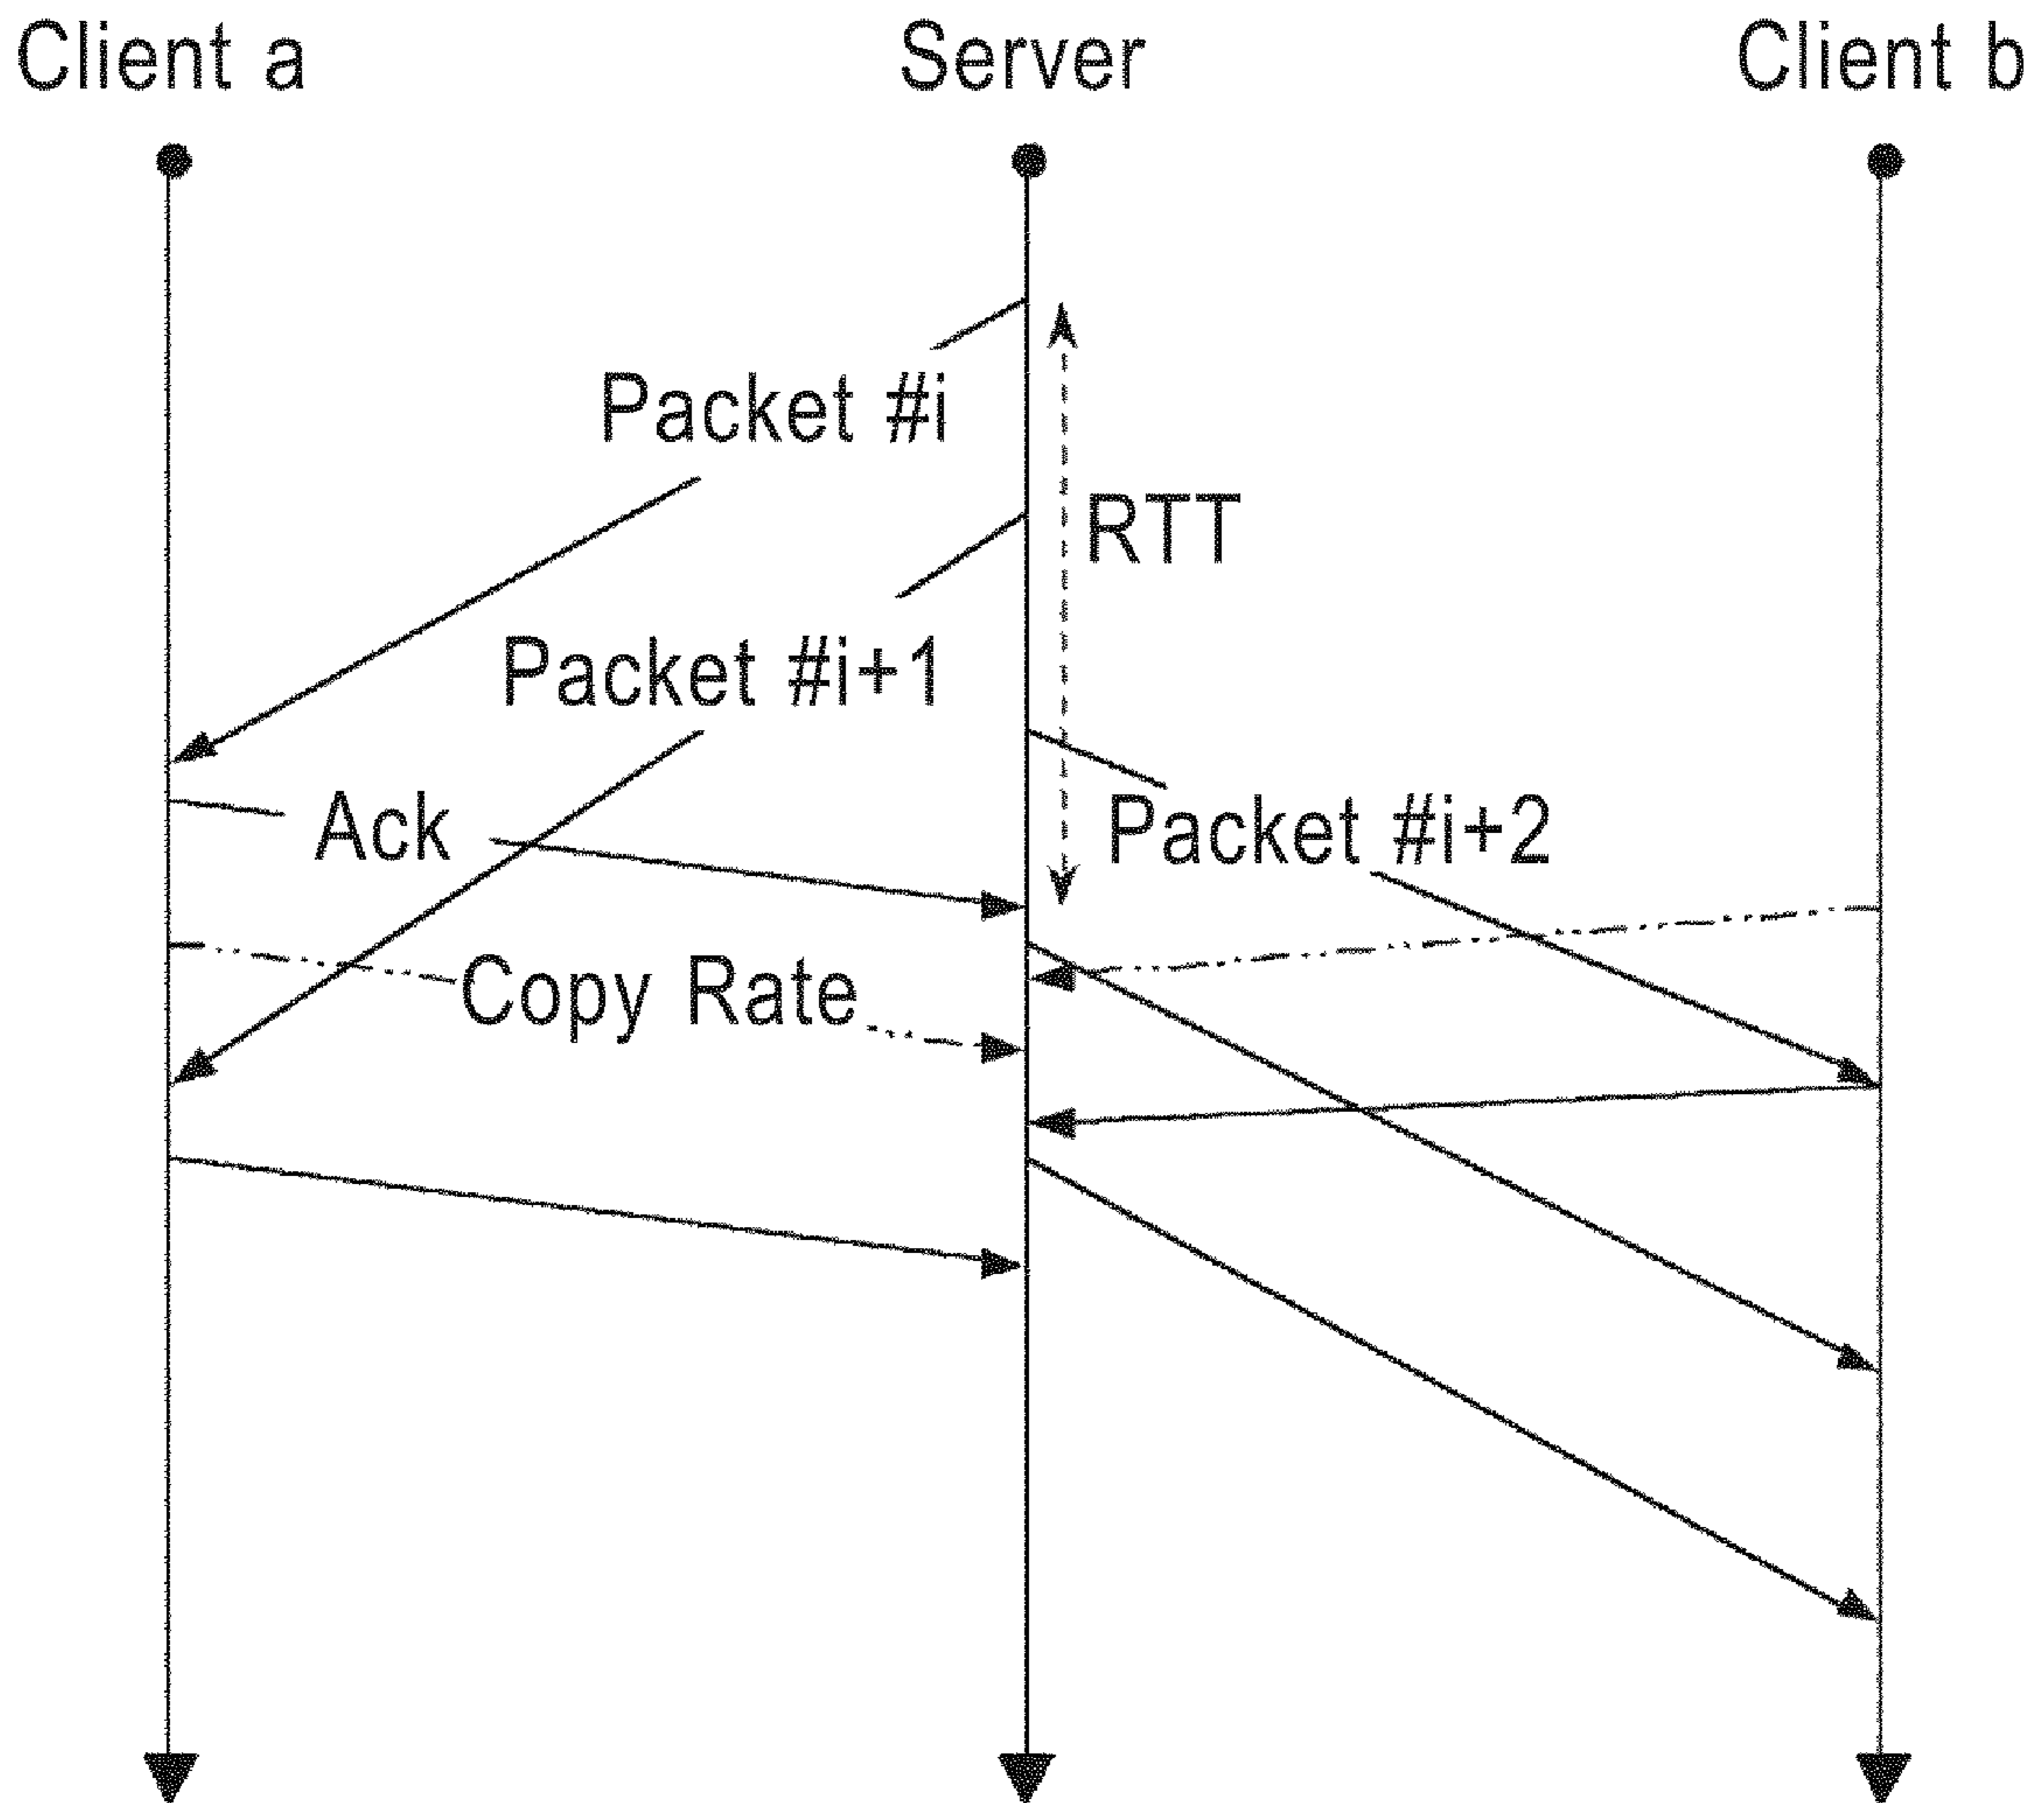 Client a
Server
Client b
Packet #i
RTT
Packet #i+1
Ack
Packet #i+2
Copy Rate